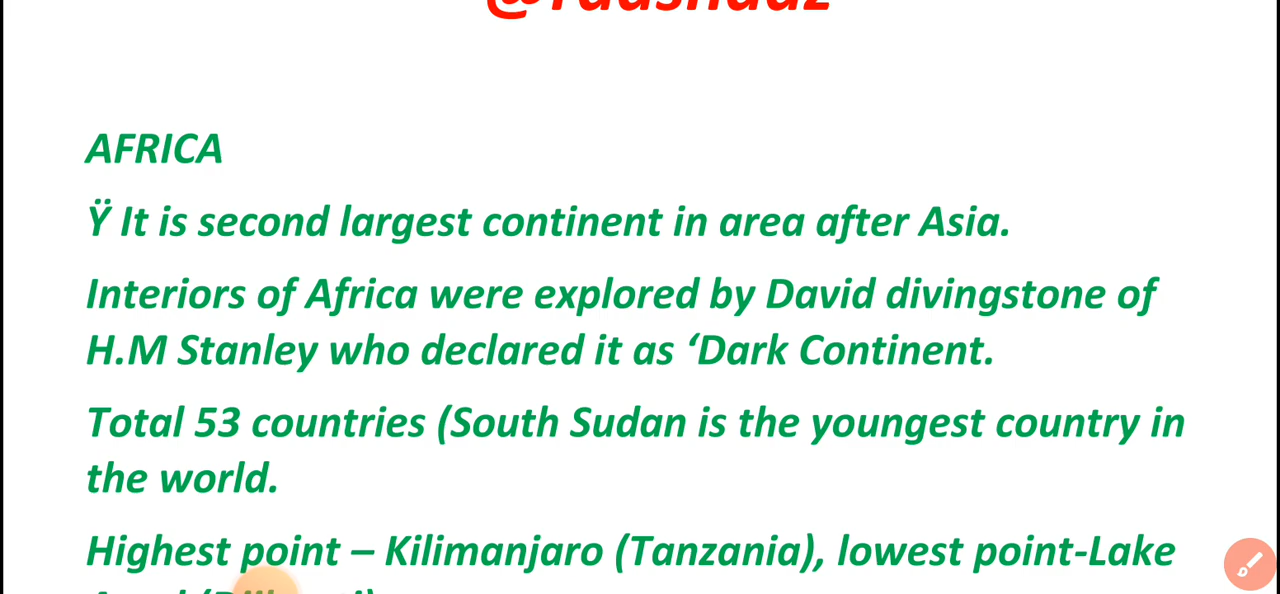 AFRICA
Ÿ It is second largest continent in area after Asia.
Interiors of Africa were explored by David divingstone of
H.M Stanley who declared it as ‘Dark Continent.
Total 53 countries (South Sudan is the youngest country in
the world.
Highest point – Kilimanjaro (Tanzania), lowest point-Lake